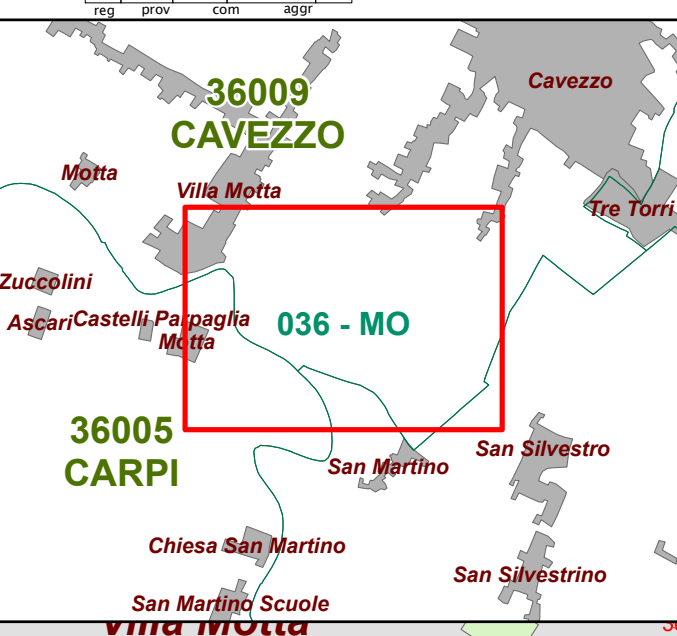 reg prov com aggr
Cavezzo
36009
CAVEZZO
Motta
Villa Motta
Tre Torri
Zuccolini
Ascari
Castelli Parpaglia
Motta
036 - MO
36005
CARPI
San Martino
San Silvestro
Chiesa San Martino
San Silvestrino
San Martino Scuole
Villa Motta